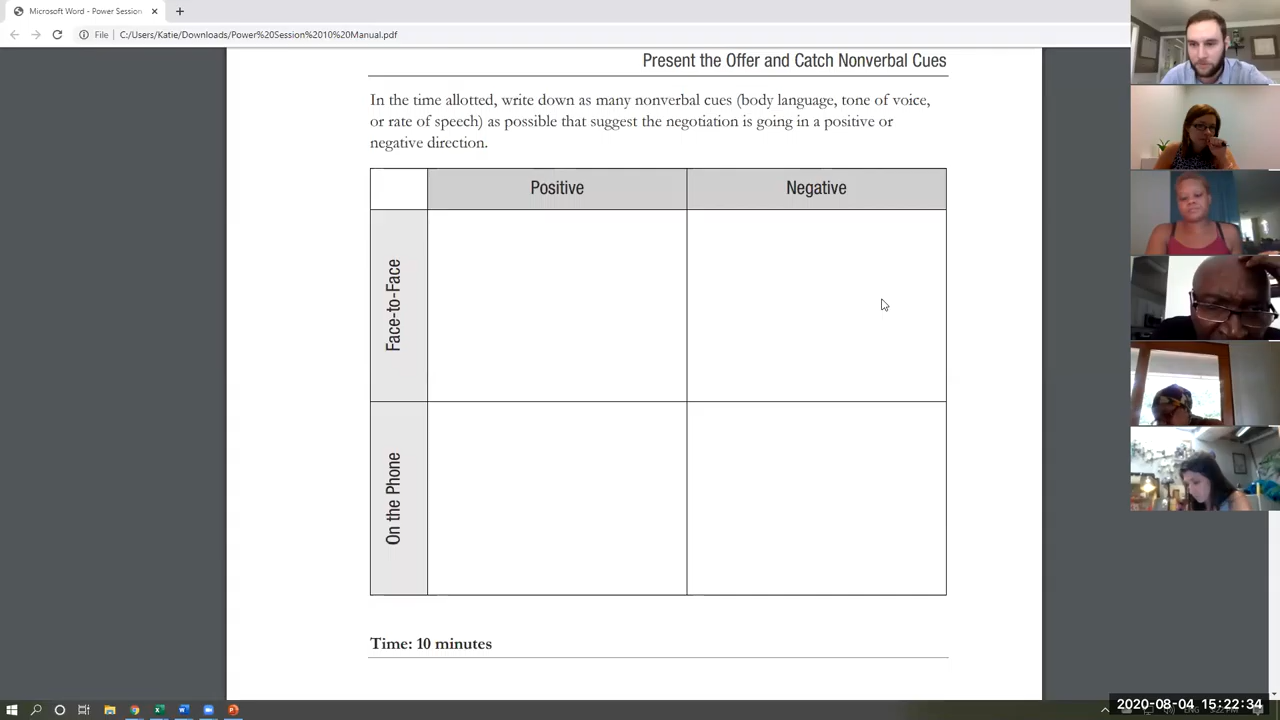 Microsoft Word - Power Session
File
C:/Users/Katie/Downloads/Power%20Session%2010%20Manual.pdf
Present the Offer and Catch Nonverbal Cues
In the time allotted, write down as many nonverbal cues (body language, tone of voice,
or rate of speech) as possible that suggest the negotiation is going in a positive or
negative direction.
Positive
Negative
Face-to-Face
On the Phone
Time: 10 minutes
2020-08-04 15:22:34